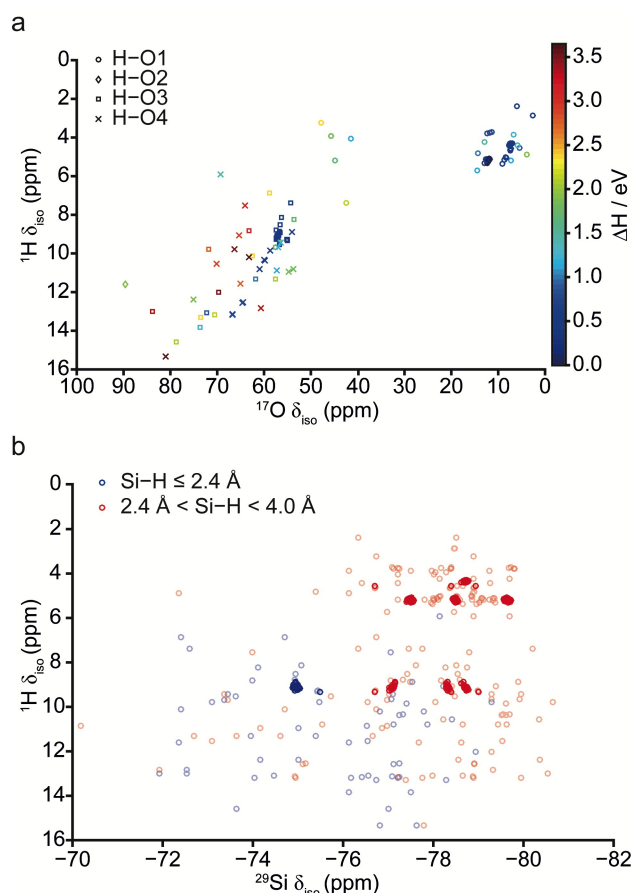 a
H−O1
H−O2
H−O3
H−O4
0
2
4
6
8
10
12
14
16
¹H δiso (ppm)
100 90 80 70 60 50 40 30 20 10 0
¹⁷O δiso (ppm)
3.5
3.0
2.5
2.0
1.5
1.0
0.5
0.0
ΔH / eV
b
Si−H ≤ 2.4 Å
2.4 Å < Si−H < 4.0 Å
0
2
4
6
8
10
12
14
16
¹H δiso (ppm)
−70 −72 −74 −76 −78 −80 −82
²⁹Si δiso (ppm)